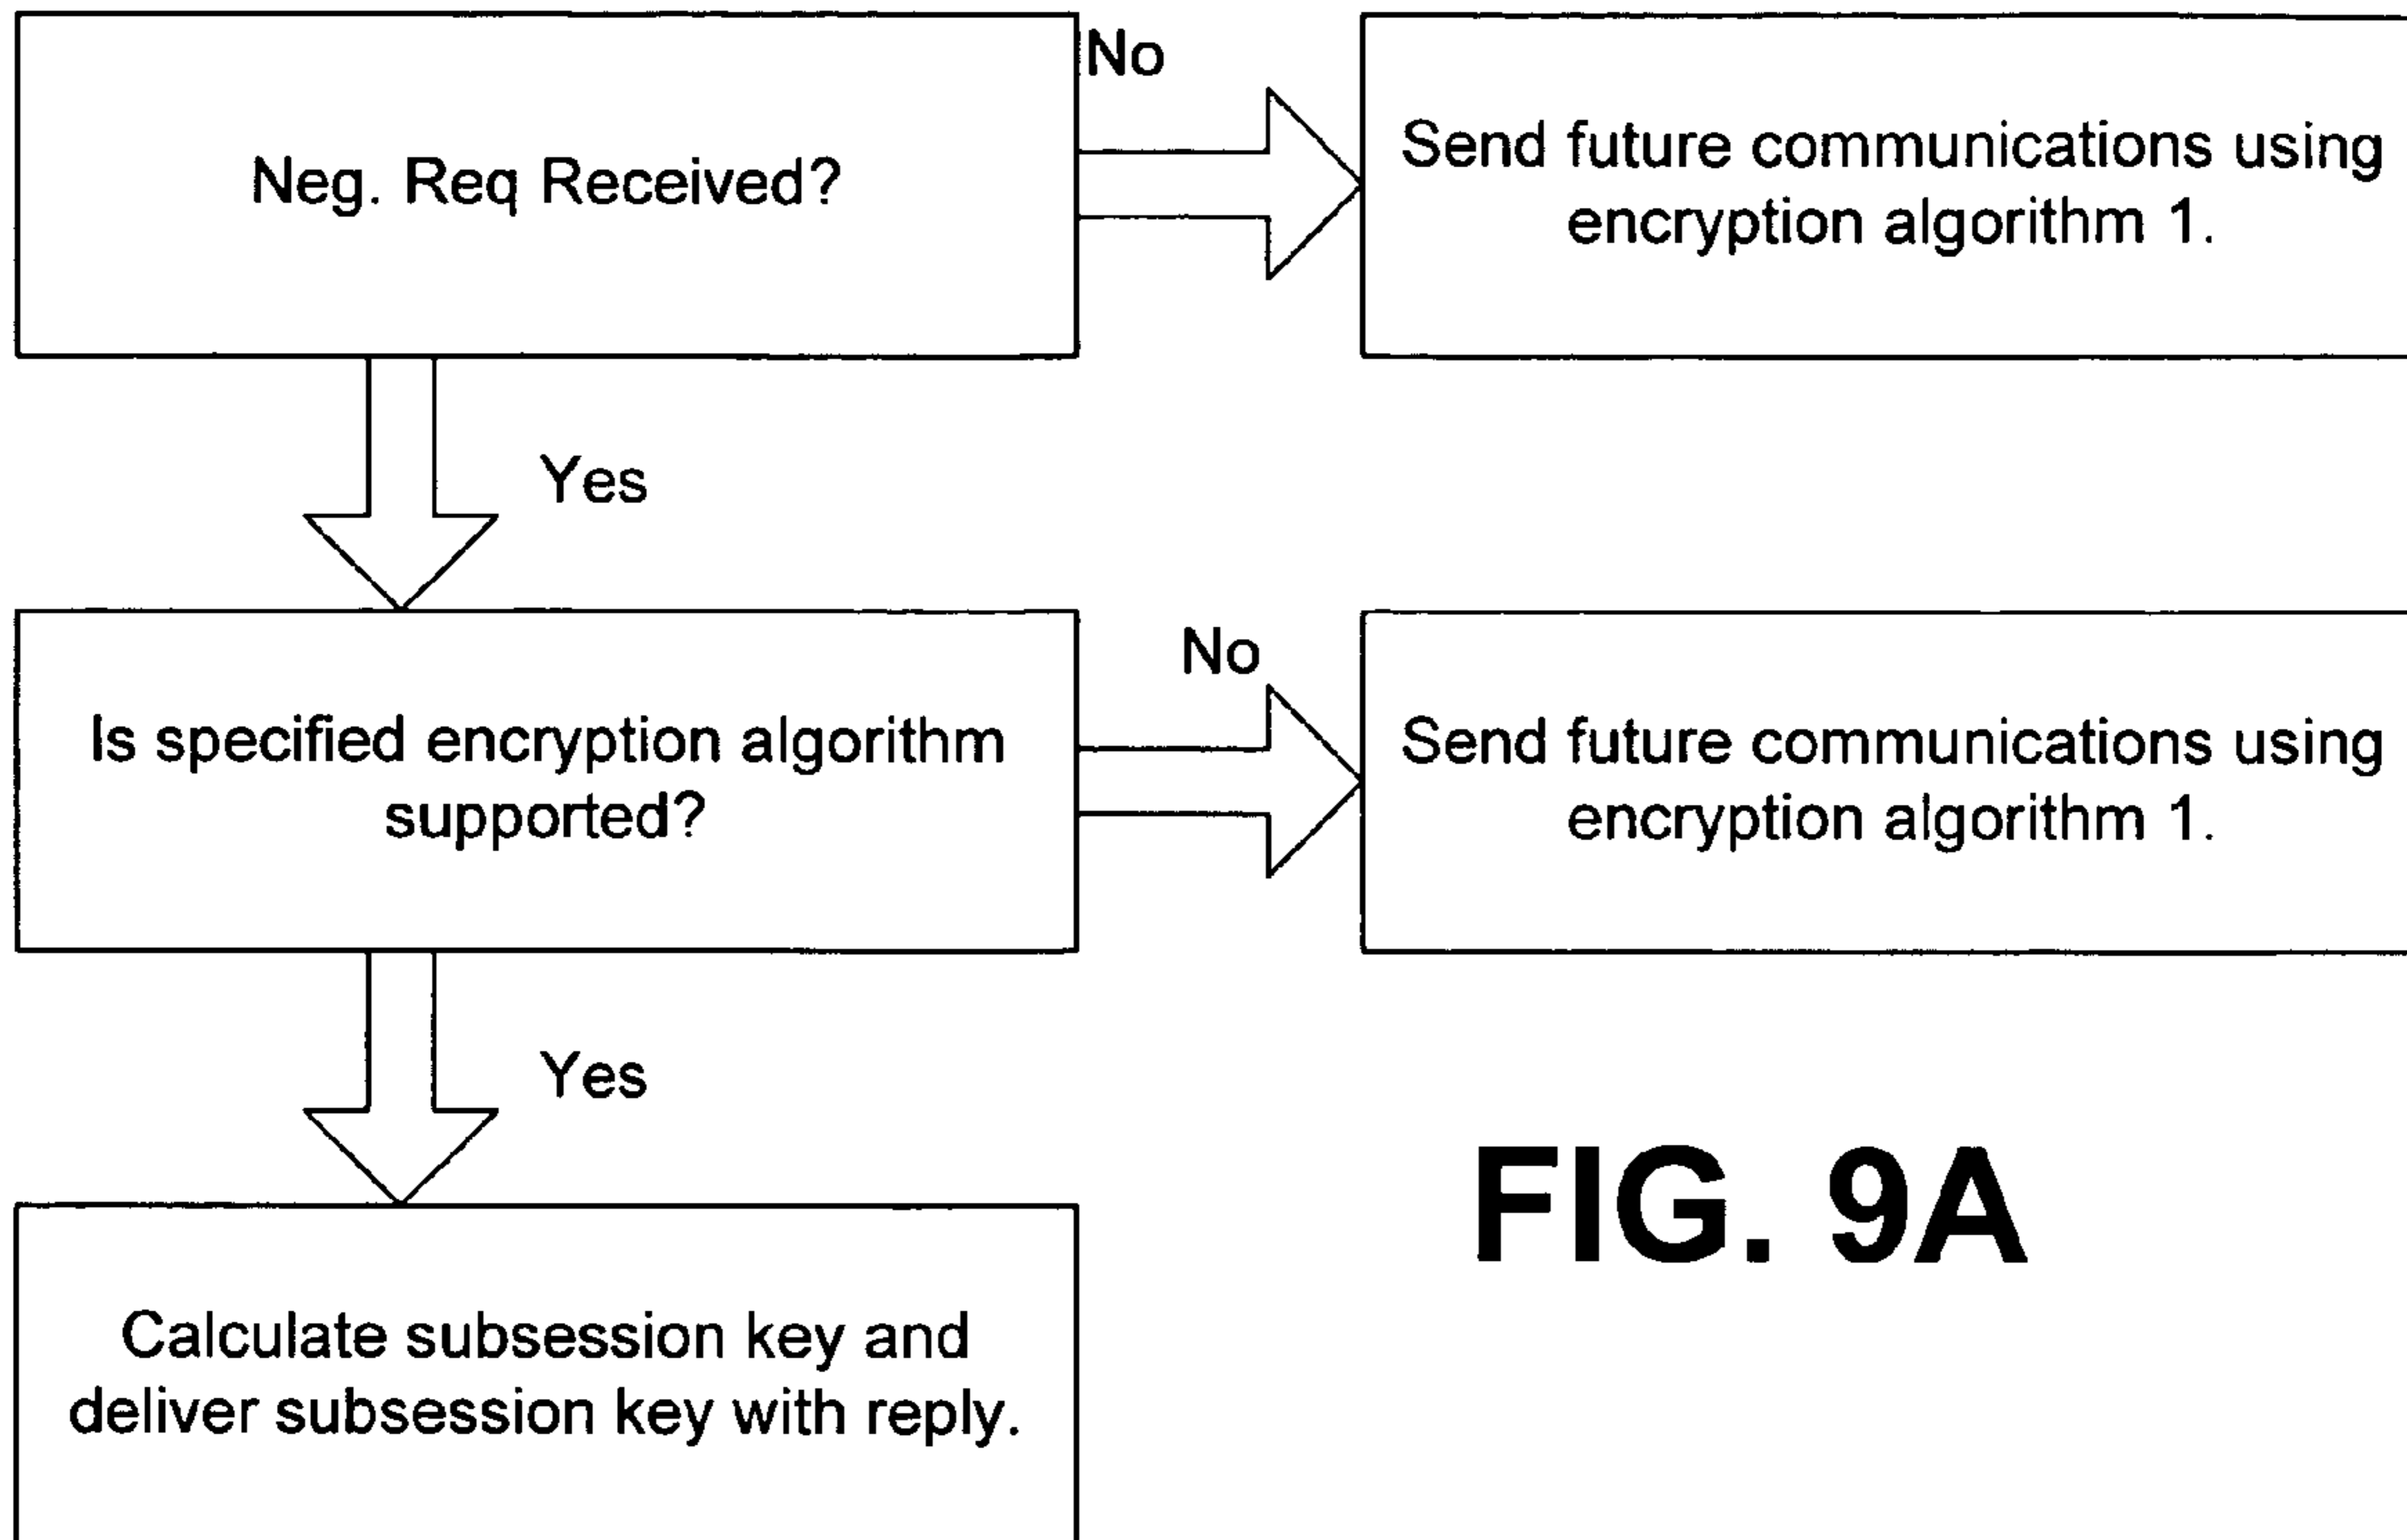 Neg. Req Received?
No
Send future communications using
encryption algorithm 1.
Yes
Is specified encryption algorithm
supported?
No
Send future communications using
encryption algorithm 1.
Yes
Calculate subsession key and
deliver subsession key with reply.
FIG. 9A